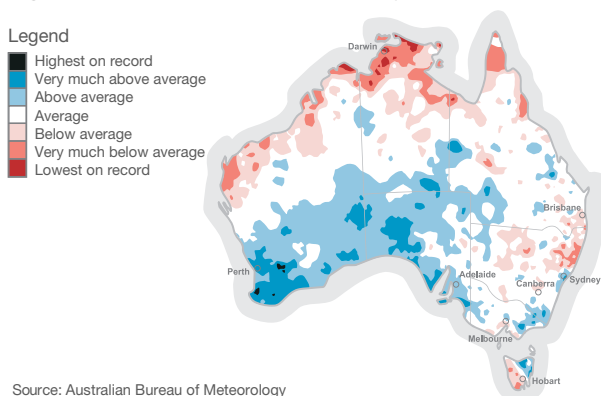 Legend
Highest on record
Very much above average
Above average
Average
Below average
Very much below average
Lowest on record
Darwin
Brisbane
Perth
Adelaide
Canberra
Sydney
Melbourne
Hobart
Source: Australian Bureau of Meteorology